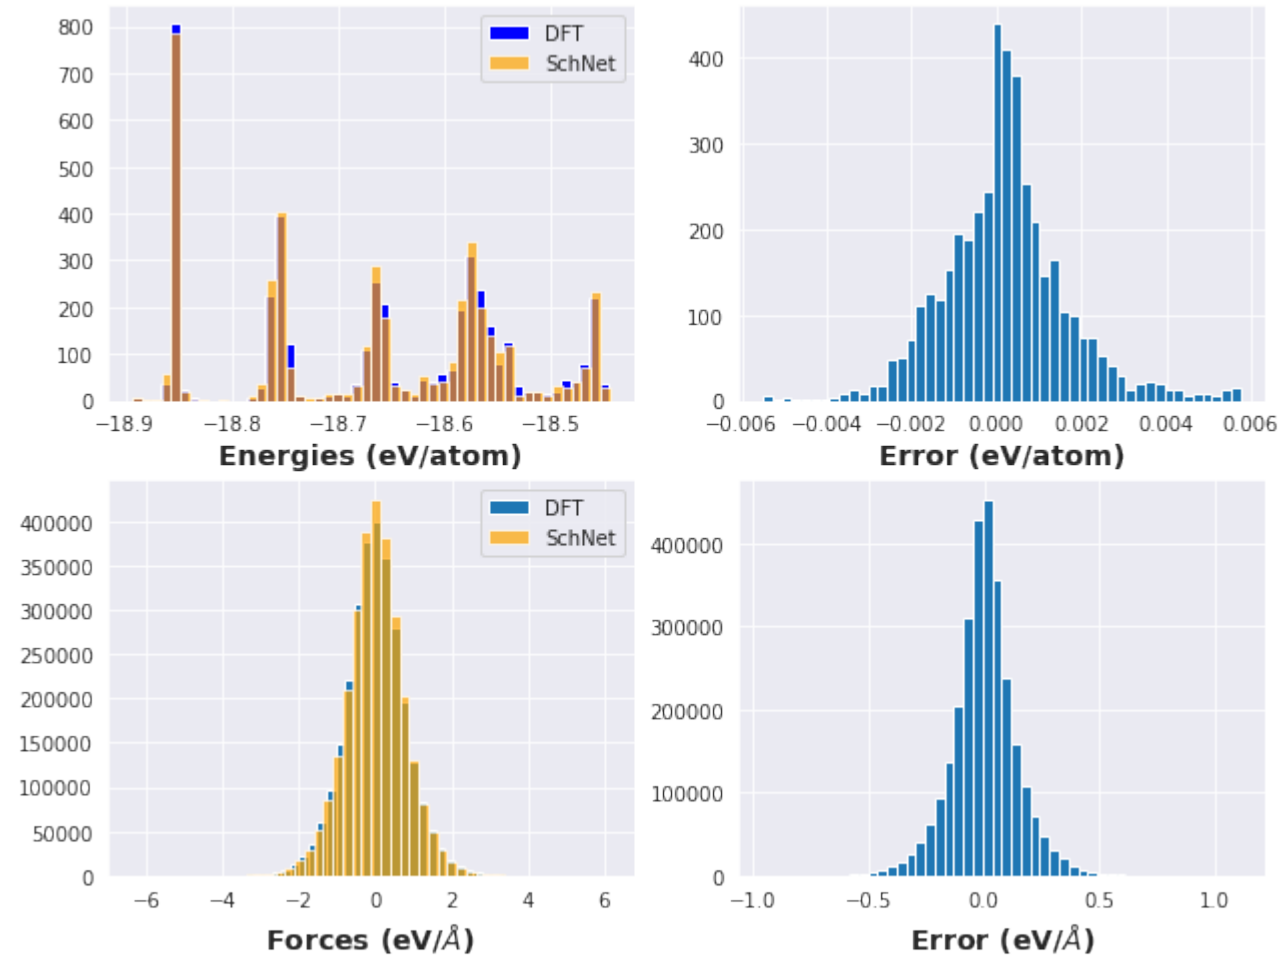 800
700
600
500
400
300
200
100
0
DFT
SchNet
−18.9 −18.8 −18.7 −18.6 −18.5
Energies (eV/atom)
400
300
200
100
0
−0.006 −0.004 −0.002 0.000 0.002 0.004 0.006
Error (eV/atom)
400000
350000
300000
250000
200000
150000
100000
50000
0
DFT
SchNet
−6 −4 −2 0 2 4 6
Forces (eV/Å)
400000
300000
200000
100000
0
−1.0 −0.5 0.0 0.5 1.0
Error (eV/Å)